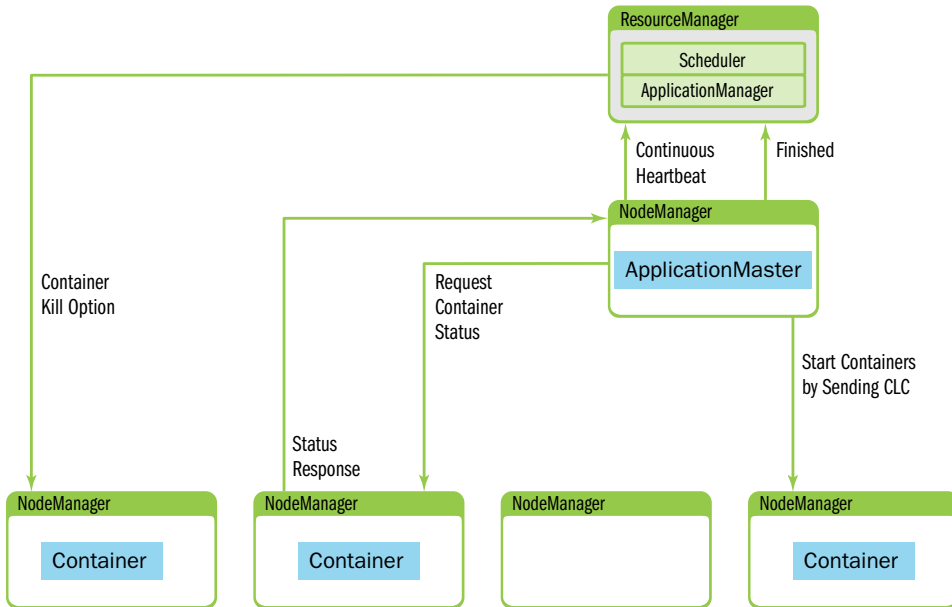 ResourceManager
Scheduler
ApplicationManager
Continuous
Heartbeat
Finished
NodeManager
ApplicationMaster
Container
Kill Option
Request
Container
Status
Start Containers
by Sending CLC
Status
Response
NodeManager
Container
NodeManager
Container
NodeManager
NodeManager
Container